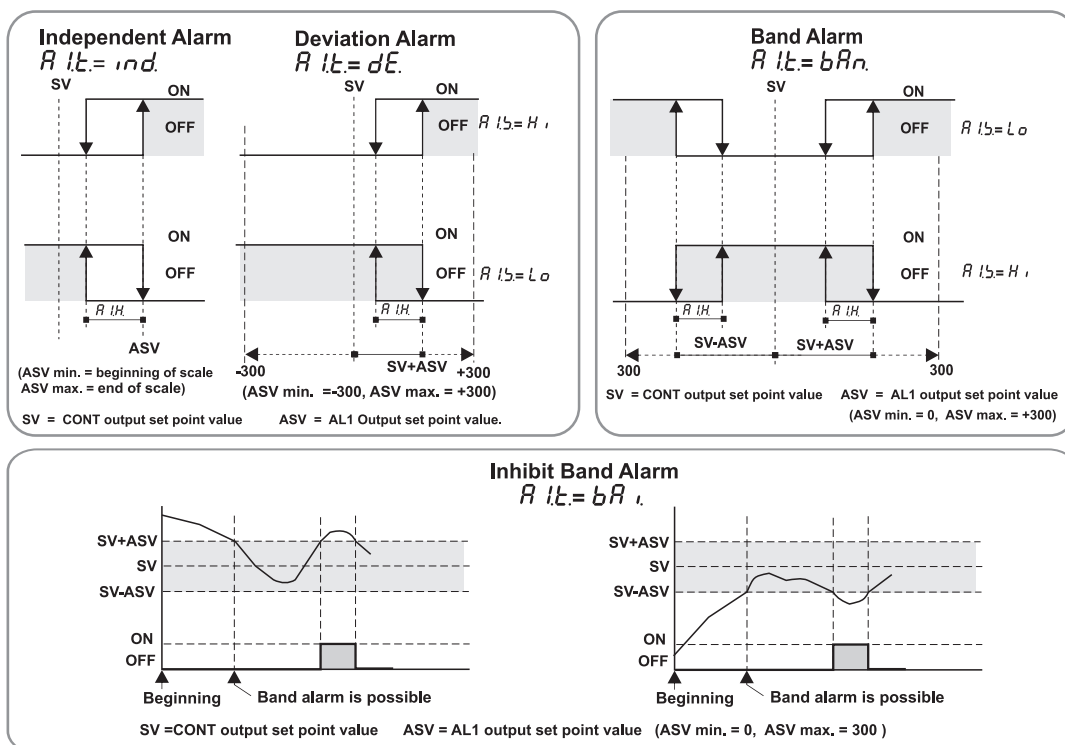 Independent Alarm
A1.t.= ind.
SV
ON
OFF
ON
OFF
A1.H.
ASV
(ASV min. = beginning of scale
ASV max. = end of scale)
Deviation Alarm
A1.t.= dE.
SV
ON
OFF
A1.S.= Hi
ON
OFF
A1.S.= Lo
A1.H.
SV+ASV
-300
+300
(ASV min. =-300, ASV max. = +300)
SV = CONT output set point value
ASV = AL1 Output set point value.
Band Alarm
A1.t.= bAn.
SV
ON
OFF
A1.S.= Lo
300
300
ON
OFF
A1.S.= Hi
A1.H.
A1.H.
SV-ASV
SV+ASV
300
300
SV = CONT output set point value
ASV = AL1 output set point value
(ASV min. = 0, ASV max. = +300)
Inhibit Band Alarm
A1.t.= bAi.
SV+ASV
SV
SV-ASV
ON
OFF
Beginning
Band alarm is possible
SV+ASV
SV
SV-ASV
ON
OFF
Beginning
Band alarm is possible
SV =CONT output set point value
ASV = AL1 output set point value
(ASV min. = 0, ASV max. = 300 )